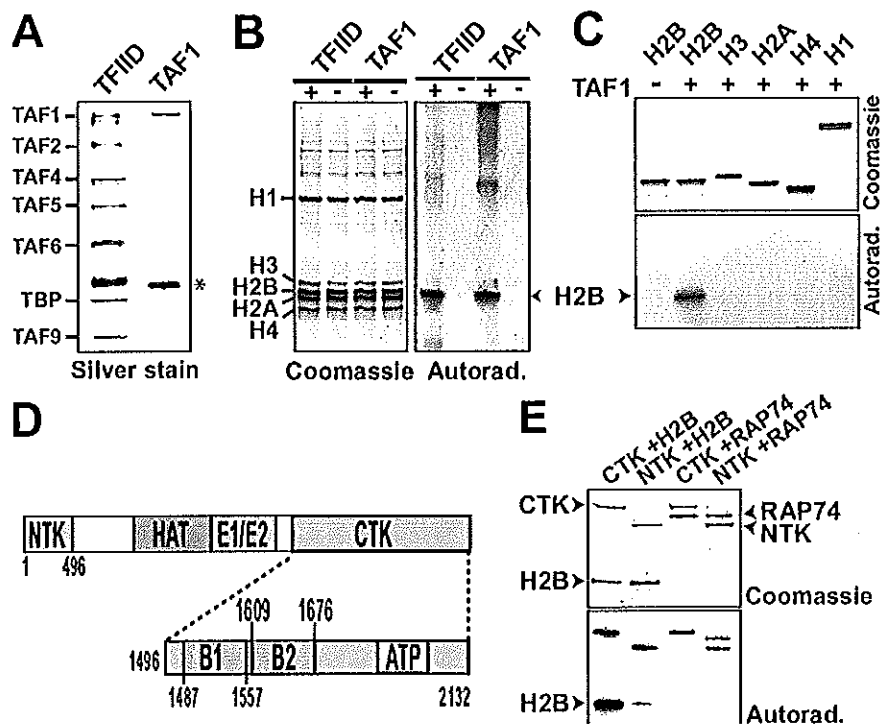 A
TFIID
TAF1
TAF1
TAF2
TAF4
TAF5
TAF6
*
TBP
TAF9
Silver stain
B
TFIID TAF1 TFIID TAF1
+ - + - + - + -
H1
H3
H2B
H2A
H4
H2B
Coomassie Autorad.
C
H2B H2B H3 H2A H4 H1
TAF1 - + + + + +
Coomassie
Autorad.
D
NTK HAT E1/E2 CTK
1 496
1609 1676
1496 B1 B2 ATP
1487 1557 2132
E
CTK +H2B
NTK +H2B
CTK +RAP74
NTK +RAP74
CTK
RAP74
NTK
H2B
Coomassie
H2B
Autorad.